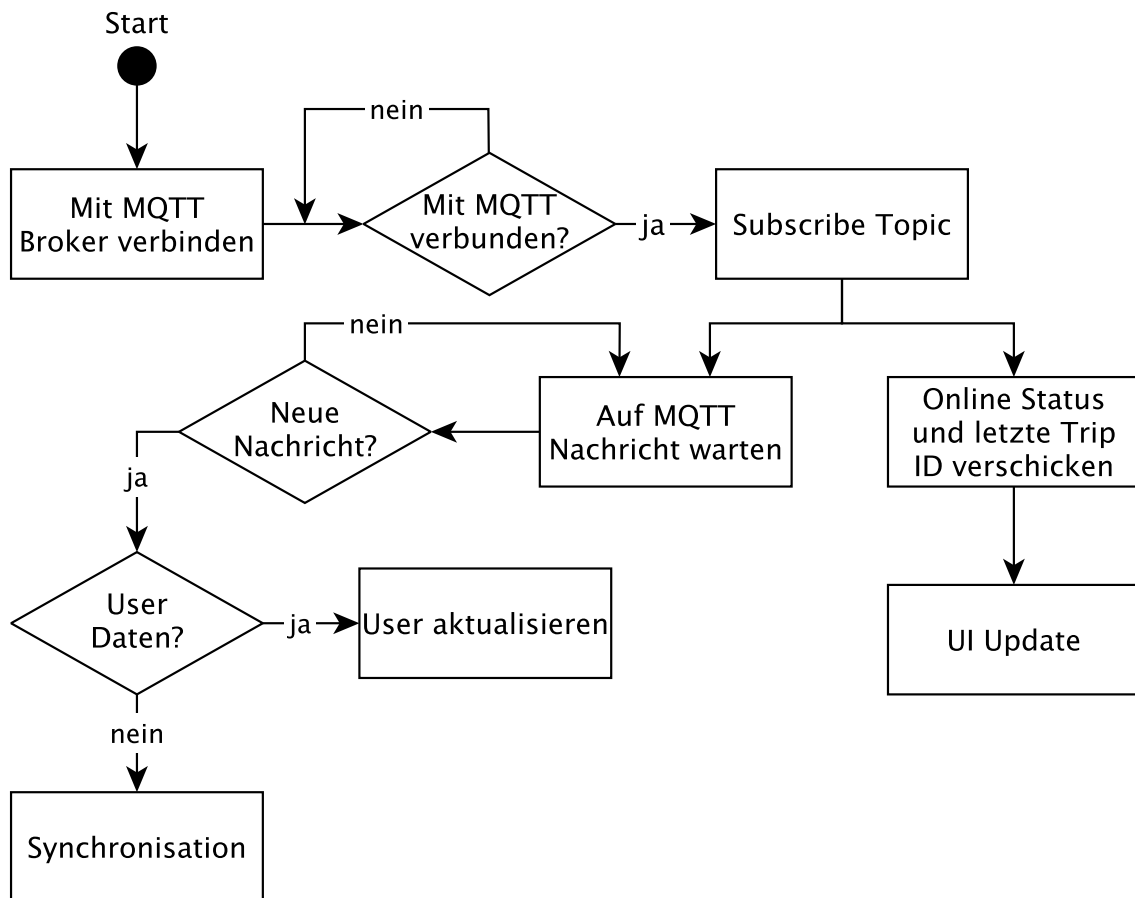 Start
nein
Mit MQTT
Broker verbinden
Mit MQTT
verbunden?
ja
Subscribe Topic
nein
Neue
Nachricht?
Auf MQTT
Nachricht warten
Online Status
und letzte Trip
ID verschicken
ja
User
Daten?
ja
User aktualisieren
UI Update
nein
Synchronisation